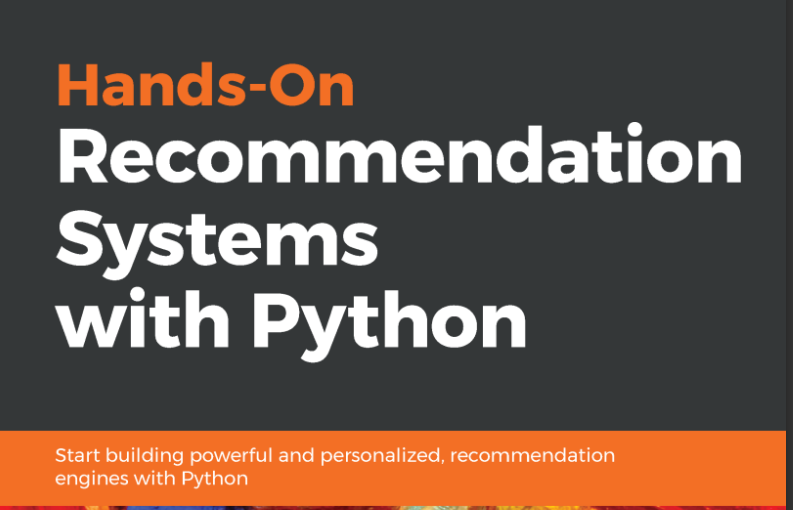 Hands-On
Recommendation
Systems
with Python
Start building powerful and personalized, recommendation
engines with Python